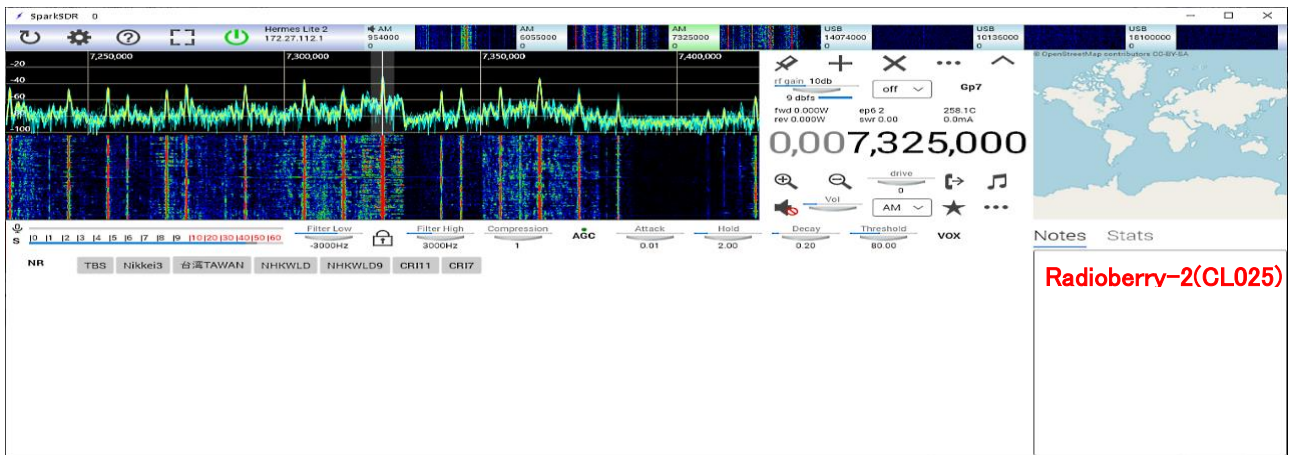 SparkSDR 0
Hermes Lite 2
172.27.112.1
AM
954000
0
AM
6055000
0
AM
7325000
0
USB
14074000
0
USB
10136000
0
USB
18100000
0
-20
-40
-60
-100
7,250,000 7,300,000 7,350,000 7,400,000
rf gain 10db
9 dbfs
off
Gp7
fwd 0.000W ep6 2 258.1C
rev 0.000W swr 0.00 0.0mA
0,007,325,000
drive
0
Vol
AM
© OpenStreetMap contributors CC-BY-SA
S |0 |1 |2 |3 |4 |5 |6 |7 |8 |9 |10|20|30|40|50|60
Filter Low
-3000Hz
Filter High
3000Hz
Compression
1
AGC
Attack
0.01
Hold
2.00
Decay
0.20
Threshold
80.00
VOX
NR TBS Nikkei3 台湾TAWAN NHKWLD NHKWLD9 CRI11 CRI7
Notes Stats
Radioberry-2(CL025)